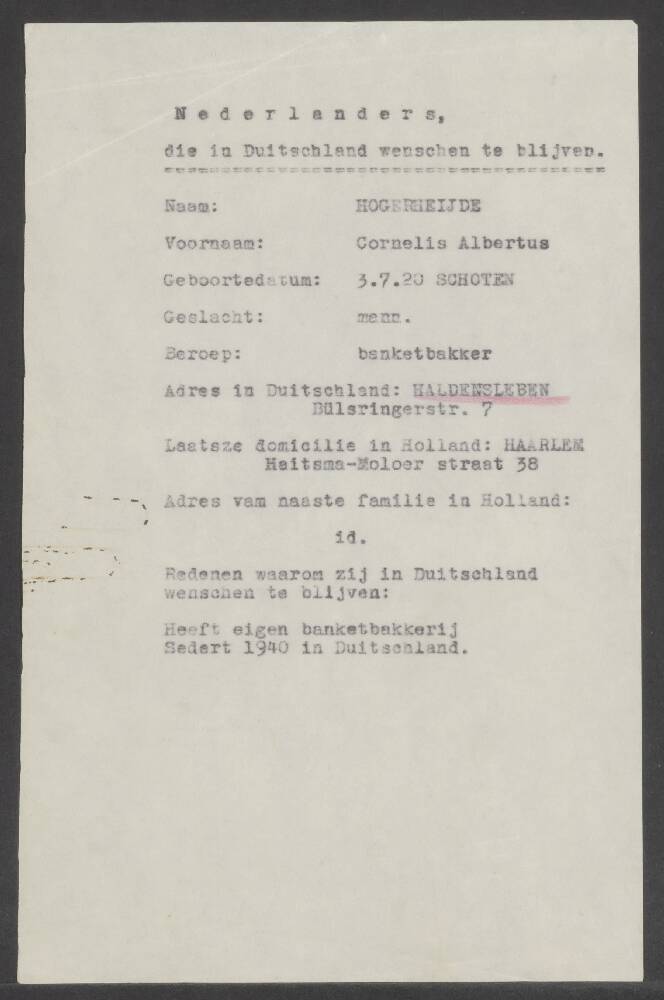 Nederlanders,
die in Duitschland wenschen te blijven.
Naam: HOGERHEIJDE
Voornaam: Cornelis Albertus
Geboortedatum: 3.7.20 SCHOTEN
Geslacht: menn.
Beroep: banketbakker
Adres in Duitschland: HALDENSLEBEN
Bülsringerstr. 7
Laatsze domicilie in Holland: HAARLEM
Haitsma-Moloer straat 38
Adres vam naaste familie in Holland:
id.
Redenen waarom zij in Duitschland
wenschen te blijven:
Heeft eigen banketbakkerij
Sedert 1940 in Duitschland.